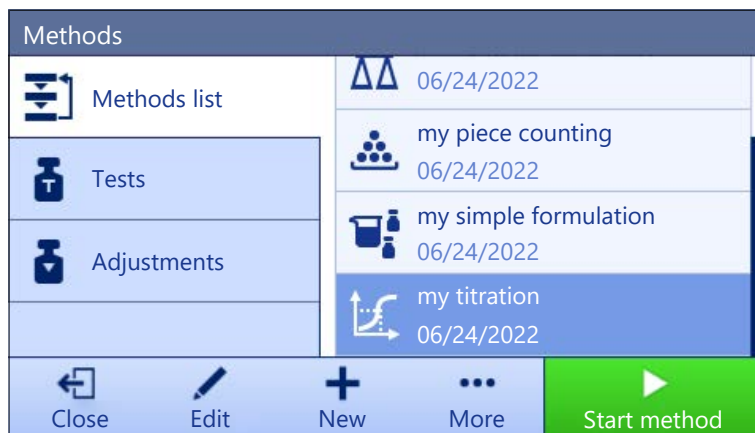 Methods
Methods list
Tests
Adjustments
06/24/2022
my piece counting
06/24/2022
my simple formulation
06/24/2022
my titration
06/24/2022
Close
Edit
New
More
Start method